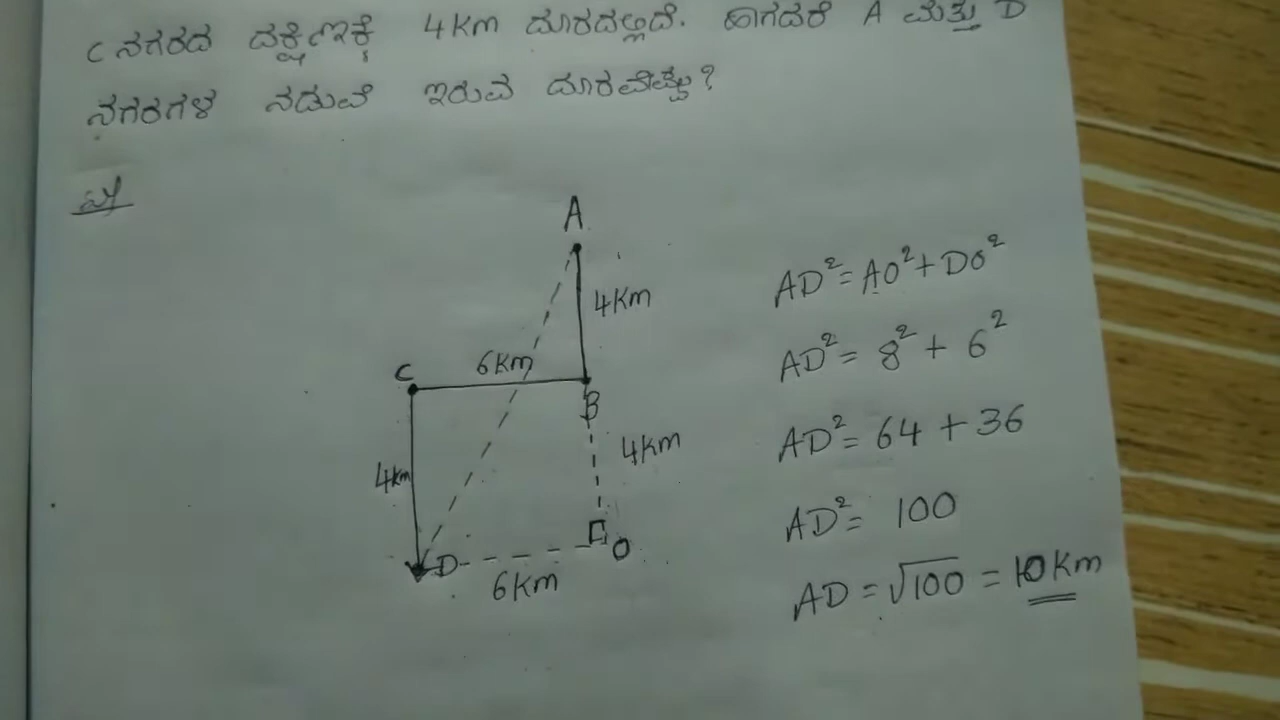 C ನಗರದ ದಕ್ಷಿಣಕ್ಕೆ 4Km ದೂರದಲ್ಲಿದೆ. ಹಾಗಾದರೆ A ಮತ್ತು D
ನಗರಗಳ ನಡುವೆ ಇರುವ ದೂರವೆಷ್ಟು?
A
4Km
6Km
C
B
4Km
4Km
D
O
6Km
AD²= AO²+DO²
AD²= 8²+ 6²
AD²= 64 + 36
AD²= 100
AD = √100 = 10Km